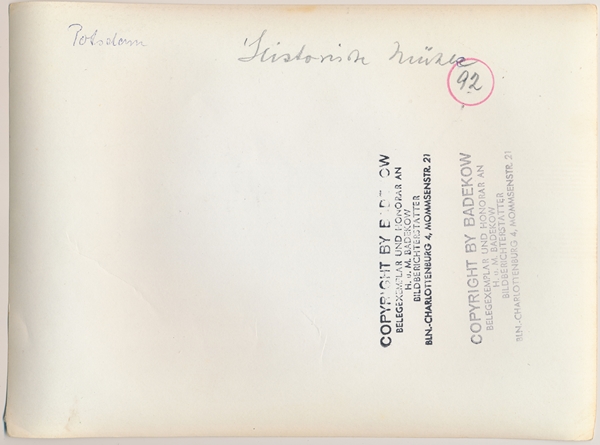 Potsdam
Historische Mühle
92
COPYRIGHT BY BADEKOW
BELEGEXEMPLAR UND HONORAR AN
H. u. M. BADEKOW
BILDBERICHTERSTATTER
BLN.-CHARLOTTENBURG 4, MOMMSENSTR. 21
COPYRIGHT BY BADEKOW
BELEGEXEMPLAR UND HONORAR AN
H. u. M. BADEKOW
BILDBERICHTERSTATTER
BLN.-CHARLOTTENBURG 4, MOMMSENSTR. 21